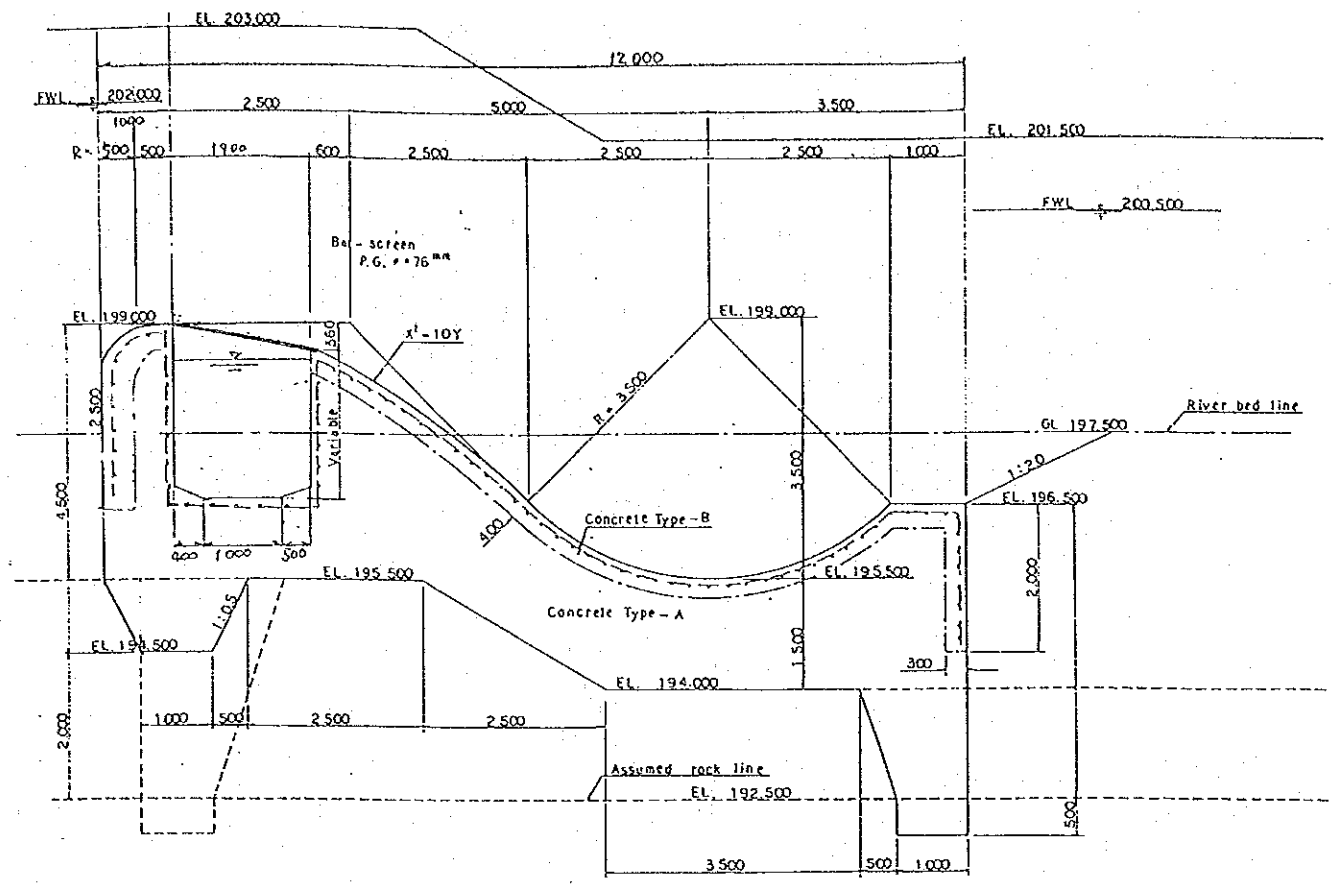 EL. 203.000
12.000
FWL 202.000
2.500
5.000
3.500
1000
EL. 201.500
R= 500
500
1900
600
2.500
2.500
2.500
1.000
FWL 200.500
Bar-screen
P.G. 76 mm
EL. 199.000
EL. 199.000
360
X²-10Y
R = 3.500
2.500
River bed line
Variable
GL 197.500
1:20
3.500
EL. 196.500
4.500
400
Concrete Type-B
400
1000
500
EL. 195.500
EL. 195.500
2.000
1:0.5
Concrete Type-A
EL. 194.500
1.500
300
EL. 194.000
1.000
500
2.500
2.500
2.000
Assumed rock line
EL. 192.500
500
3.500
500
1.000